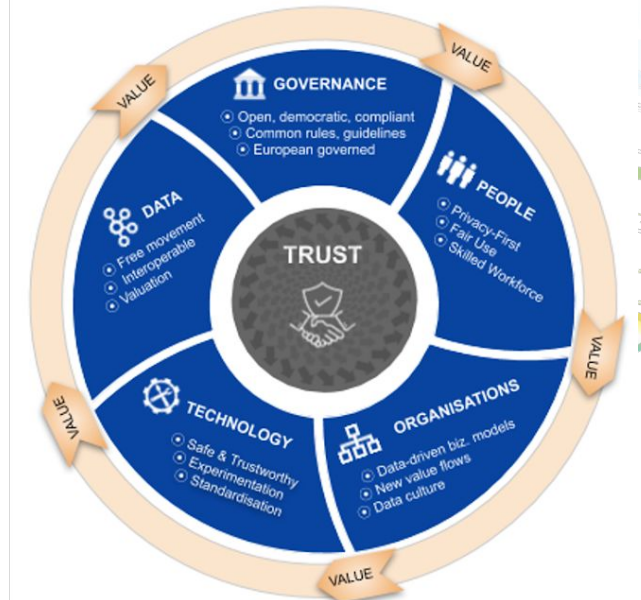 VALUE
GOVERNANCE
Open, democratic, compliant
Common rules, guidelines
European governed
VALUE
PEOPLE
Privacy-First
Fair Use
Skilled Workforce
VALUE
ORGANISATIONS
Data-driven biz. models
New value flows
Data culture
VALUE
TECHNOLOGY
Safe & Trustworthy
Experimentation
Standardisation
VALUE
DATA
Free movement
Interoperable
Valuation
TRUST